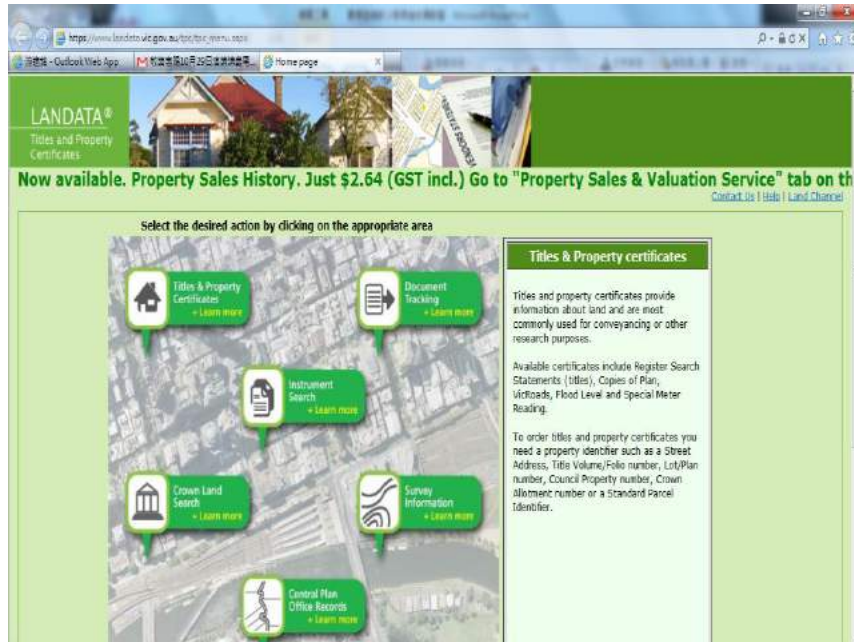 https://www.landata.vic.gov.au/tpc/tpc_menu.aspx
- Outlook Web App
Home page
LANDATA®
Titles and Property
Certificates
VENDORS STATEMENT
Now available. Property Sales History. Just $2.64 (GST incl.) Go to "Property Sales & Valuation Service" tab on th
Contact Us | Help | Land Channel
Select the desired action by clicking on the appropriate area
Titles & Property
Certificates
+ Learn more
Document
Tracking
+ Learn more
Instrument
Search
+ Learn more
Crown Land
Search
+ Learn more
Survey
Information
+ Learn more
Central Plan
Office Records
+ Learn more
Titles & Property certificates
Titles and property certificates provide
information about land and are most
commonly used for conveyancing or other
research purposes.
Available certificates include Register Search
Statements (titles), Copies of Plan,
VicRoads, Flood Level and Special Meter
Reading.
To order titles and property certificates you
need a property identifier such as a Street
Address, Title Volume/Folio number, Lot/Plan
number, Council Property number, Crown
Allotment number or a Standard Parcel
Identifier.